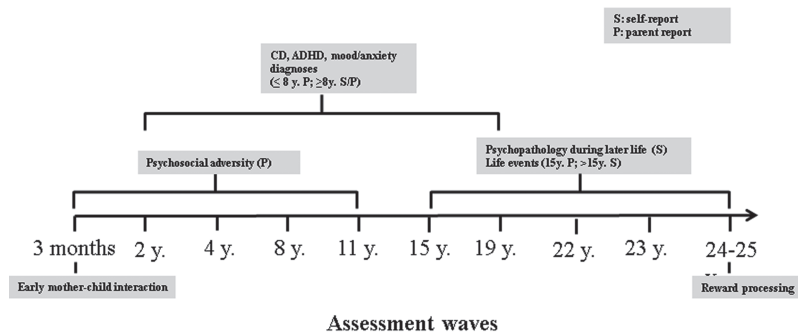 S: self-report
P: parent report
CD, ADHD, mood/anxiety
diagnoses
(≤ 8 y. P; ≥8y. S/P)
Psychosocial adversity (P)
Psychopathology during later life (S)
Life events (15y. P; >15y. S)
3 months 2 y. 4 y. 8 y. 11 y. 15 y. 19 y. 22 y. 23 y. 24-25
Early mother-child interaction
Reward processing
Assessment waves